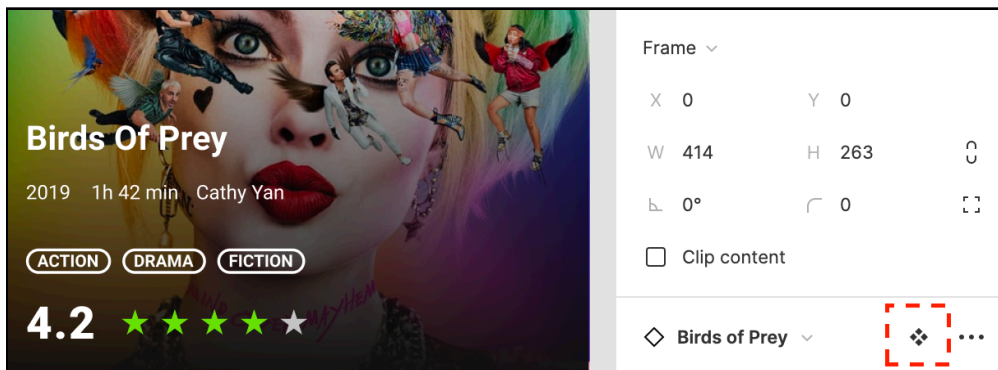 Birds Of Prey
2019 1h 42 min Cathy Yan
ACTION DRAMA FICTION
4.2
Frame
X 0 Y 0
W 414 H 263
0° 0
Clip content
Birds of Prey